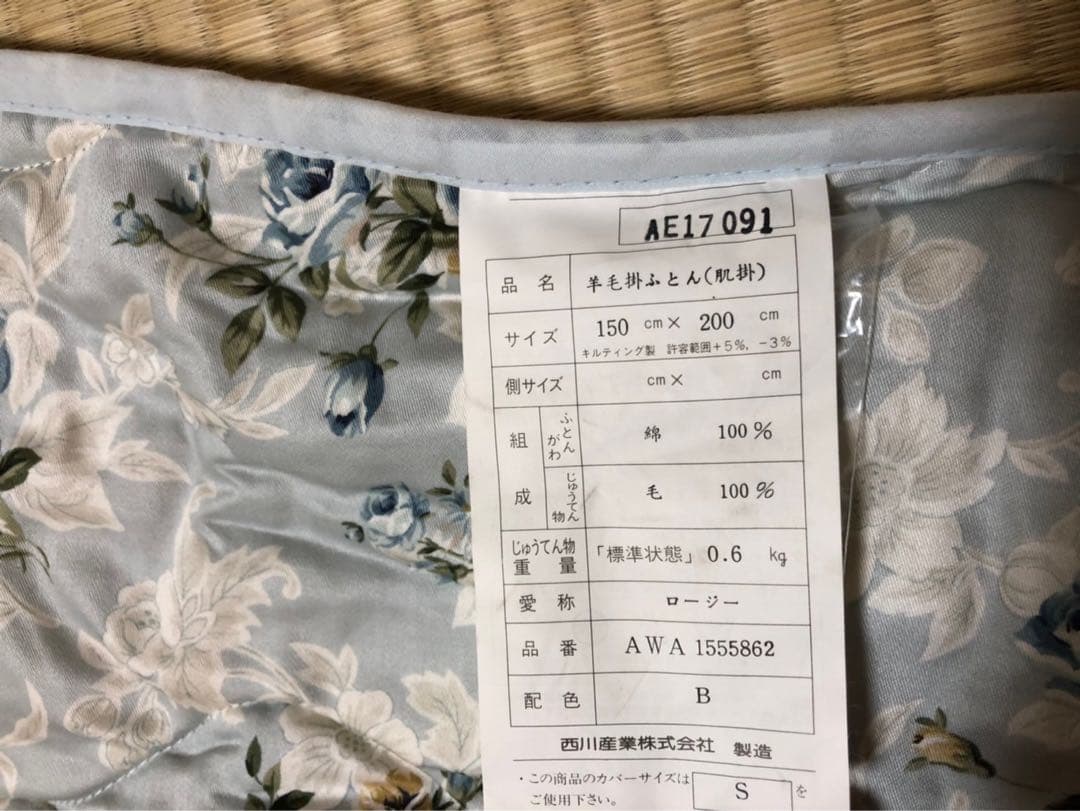 AE17 091
品名 羊毛掛ふとん(肌掛)
サイズ 150 cm× 200 cm
キルティング製 許容範囲+5%, -3%
側サイズ cm× cm
組成 ふとんがわ 綿 100%
じゅうてん物 毛 100%
じゅうてん物重量 「標準状態」0.6 kg
愛称 ロージー
品番 AWA 1555862
配色 B
西川産業株式会社 製造
・この商品のカバーサイズは S を
ご使用下さい。